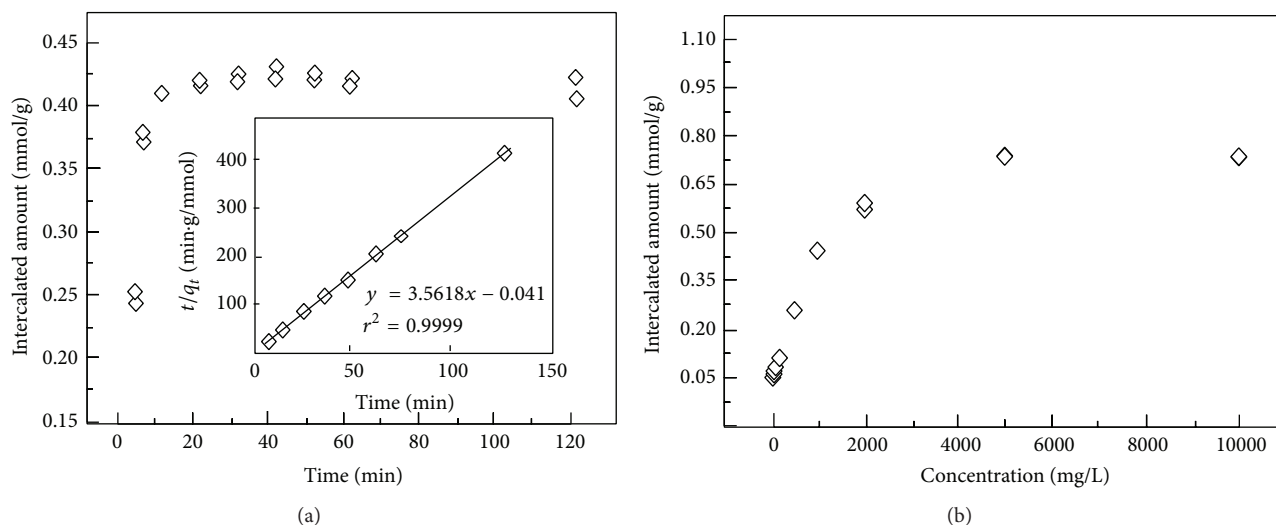 0.45
0.40
0.35
0.30
0.25
0.20
0.15
Intercalated amount (mmol/g)
0 20 40 60 80 100 120
Time (min)
400
300
200
100
t/q_t (min·g/mmol)
y = 3.5618x − 0.041
r² = 0.9999
0 50 100 150
Time (min)
(a)
1.10
0.95
0.80
0.65
0.50
0.35
0.20
0.05
Intercalated amount (mmol/g)
0 2000 4000 6000 8000 10000
Concentration (mg/L)
(b)